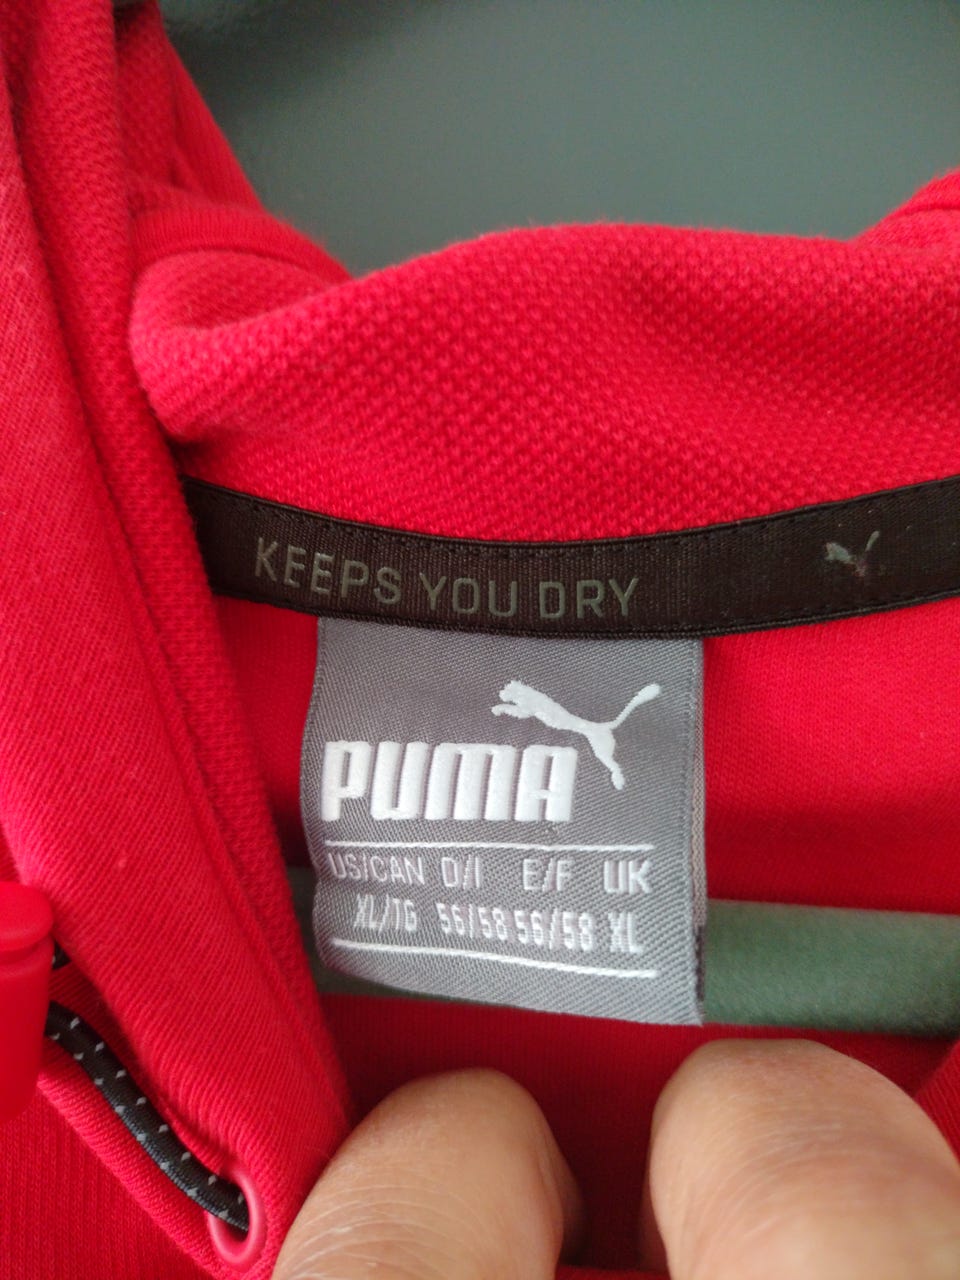 KEEPS YOU DRY
PUMA
US/CAN D/I E/F UK
XL/TG 56/58 56/58 XL